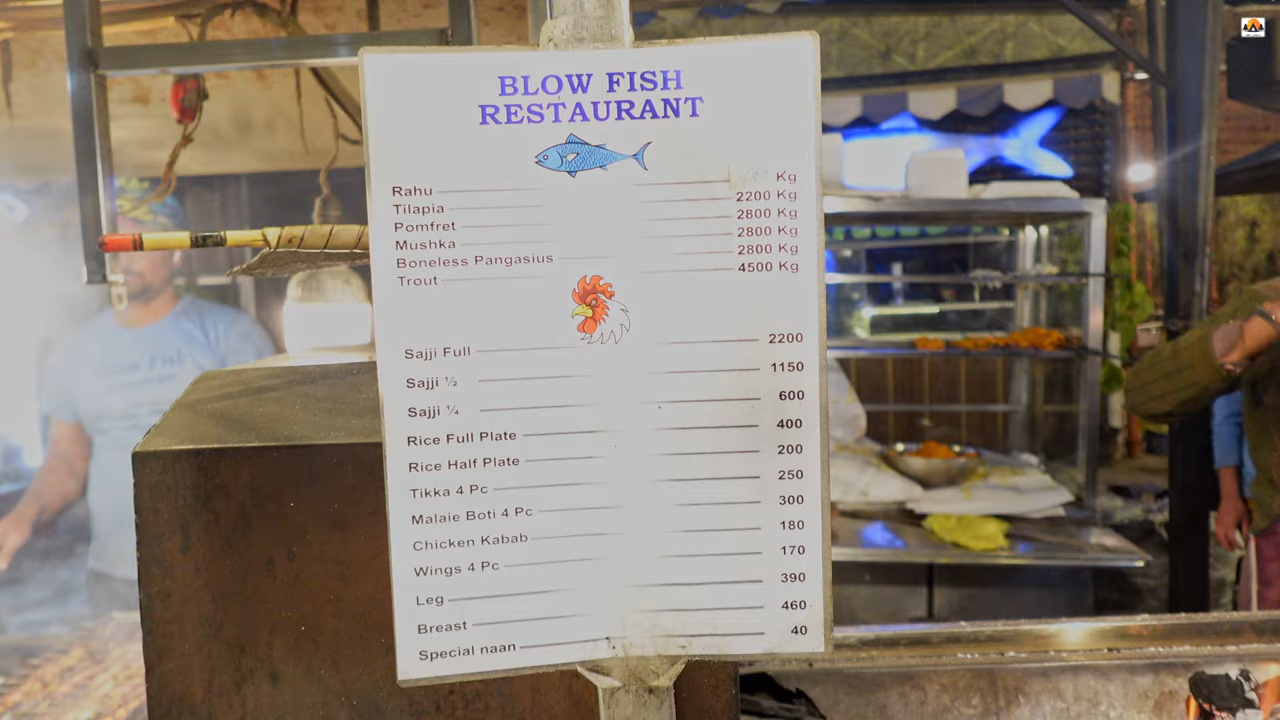 BLOW FISH
RESTAURANT
Rahu Kg
Tilapia 2200 Kg
Pomfret 2800 Kg
Mushka 2800 Kg
Boneless Pangasius 2800 Kg
Trout 4500 Kg
Sajji Full 2200
Sajji ½ 1150
Sajji ¼ 600
Rice Full Plate 400
Rice Half Plate 200
Tikka 4 Pc 250
Malaie Boti 4 Pc 300
Chicken Kabab 180
Wings 4 Pc 170
Leg 390
Breast 460
Special naan 40